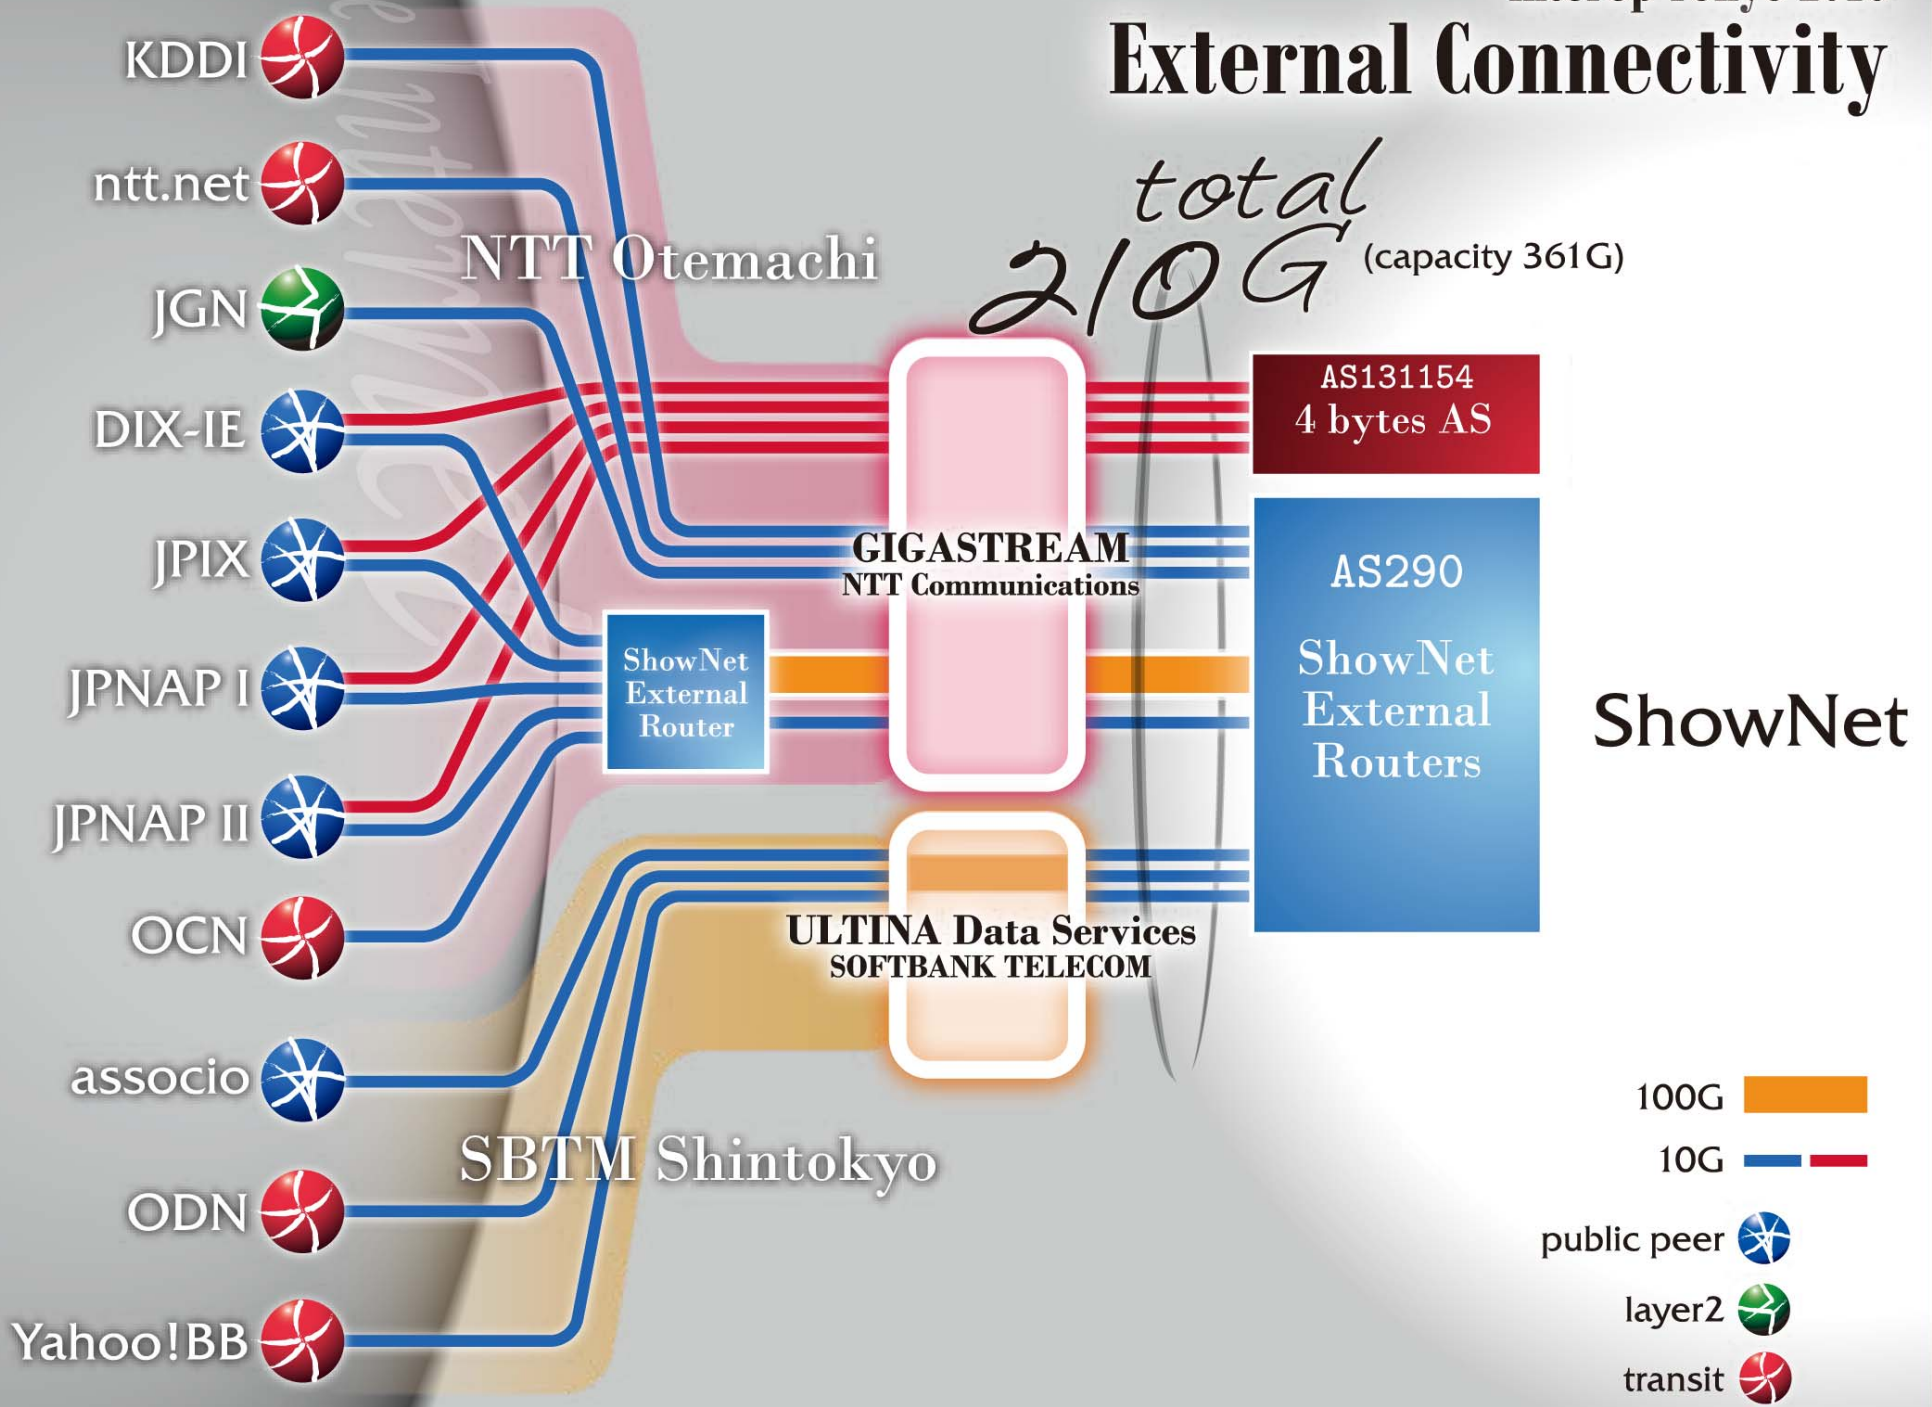 External Connectivity
total
210G
(capacity 361G)
KDDI
ntt.net
NTT Otemachi
JGN
DIX-IE
JPIX
JPNAP I
JPNAP II
OCN
associo
SBTM Shintokyo
ODN
Yahoo!BB
ShowNet
External
Router
GIGASTREAM
NTT Communications
ULTINA Data Services
SOFTBANK TELECOM
AS131154
4 bytes AS
AS290
ShowNet
External
Routers
ShowNet
100G
10G
public peer
layer2
transit